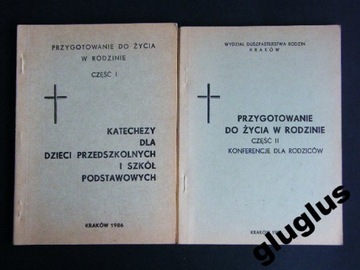 PRZYGOTOWANIE DO ŻYCIA
W RODZINIE
CZĘŚĆ I
KATECHEZY
DLA
DZIECI PRZEDSZKOLNYCH
I SZKÓŁ
PODSTAWOWYCH
KRAKÓW 1986
WYDZIAŁ DUSZPASTERSTWA RODZIN
KRAKÓW
PRZYGOTOWANIE
DO ŻYCIA W RODZINIE
CZĘŚĆ II
KONFERENCJE DLA RODZICÓW
KRAKÓW
gluglus